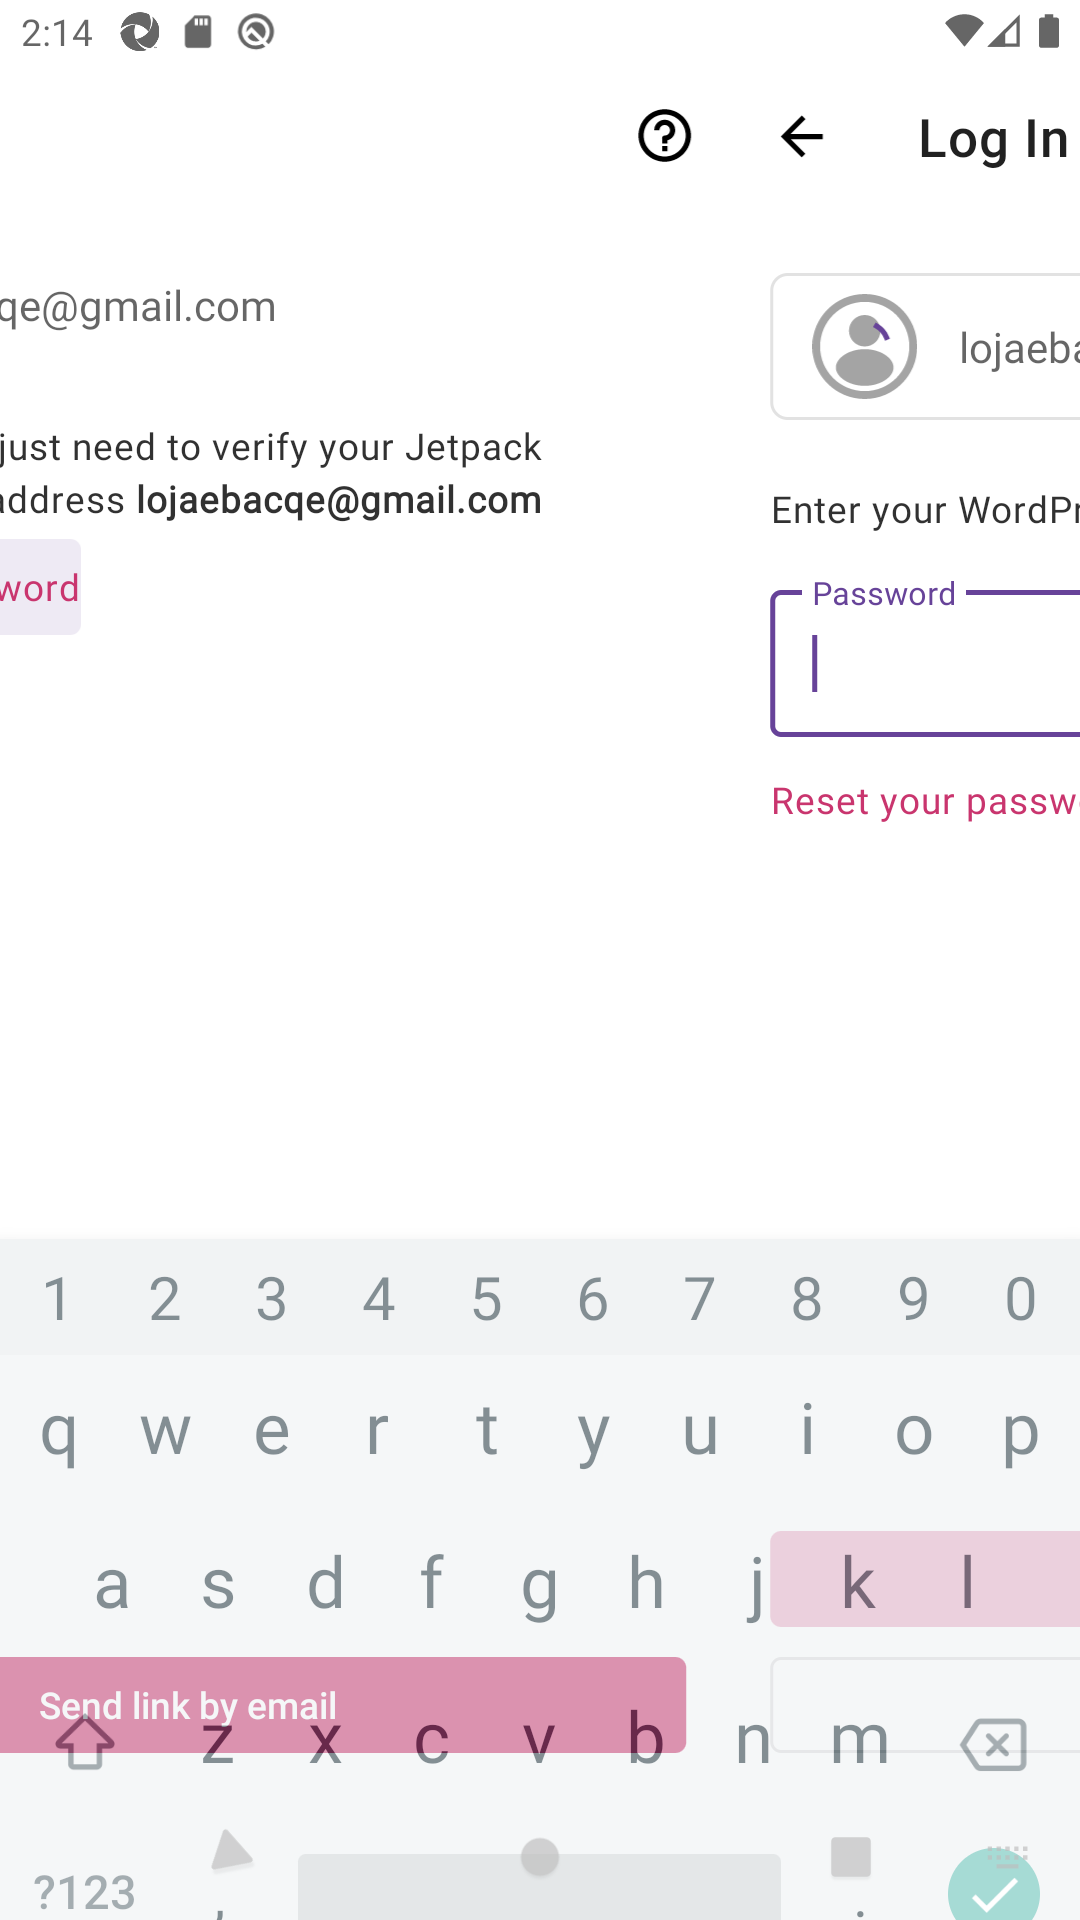 2:14
Log In
qe@gmail.com
lojaeba
just need to verify your Jetpack
address lojaebacqe@gmail.com
Enter your WordPr
word
Password
Reset your passw
1 2 3 4 5 6 7 8 9 0
q w e r t y u i o p
a s d f g h j k l
Send link by email
z x c v b n m
?123 , .